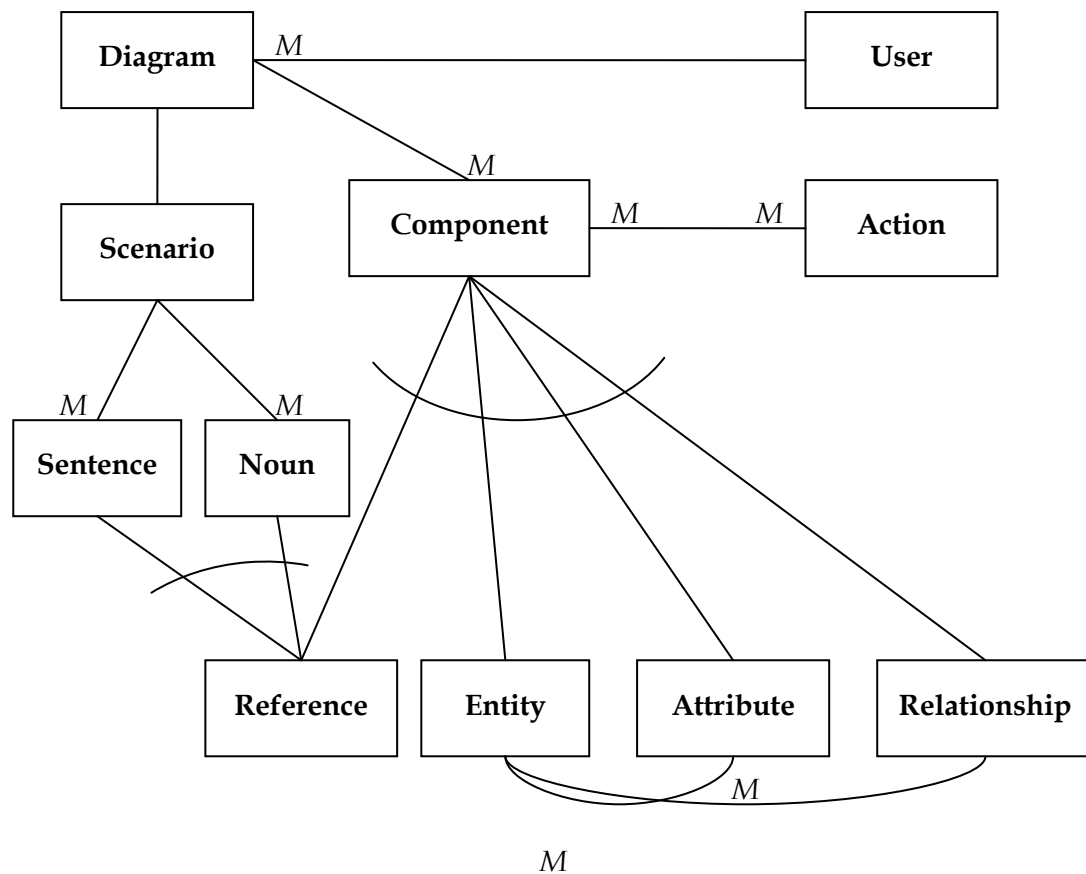 Diagram
M
User
M
Component
M
M
Action
Scenario
M
M
Sentence
Noun
Reference
Entity
Attribute
Relationship
M
M